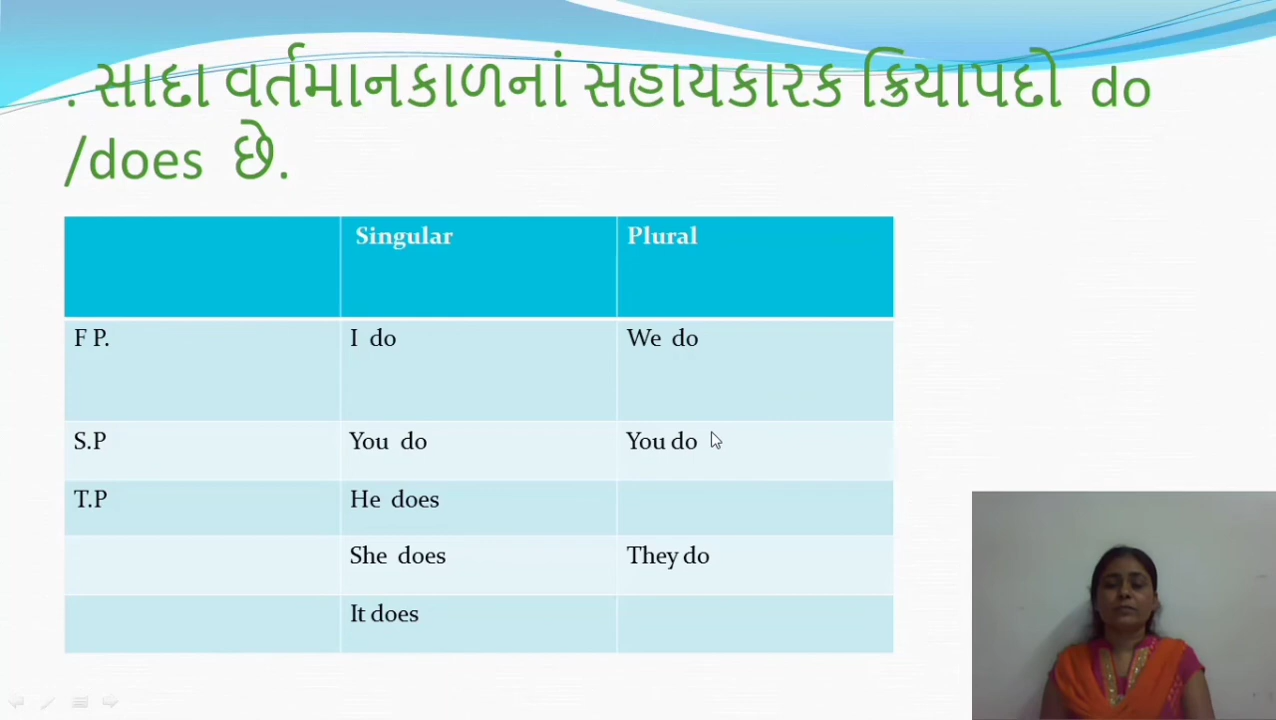 . સાદા વર્તમાનકાળનાં સહાયકારક ક્રિયાપદો do
/does છે.
Singular Plural
F P. I do We do
S.P You do You do
T.P He does
She does They do
It does